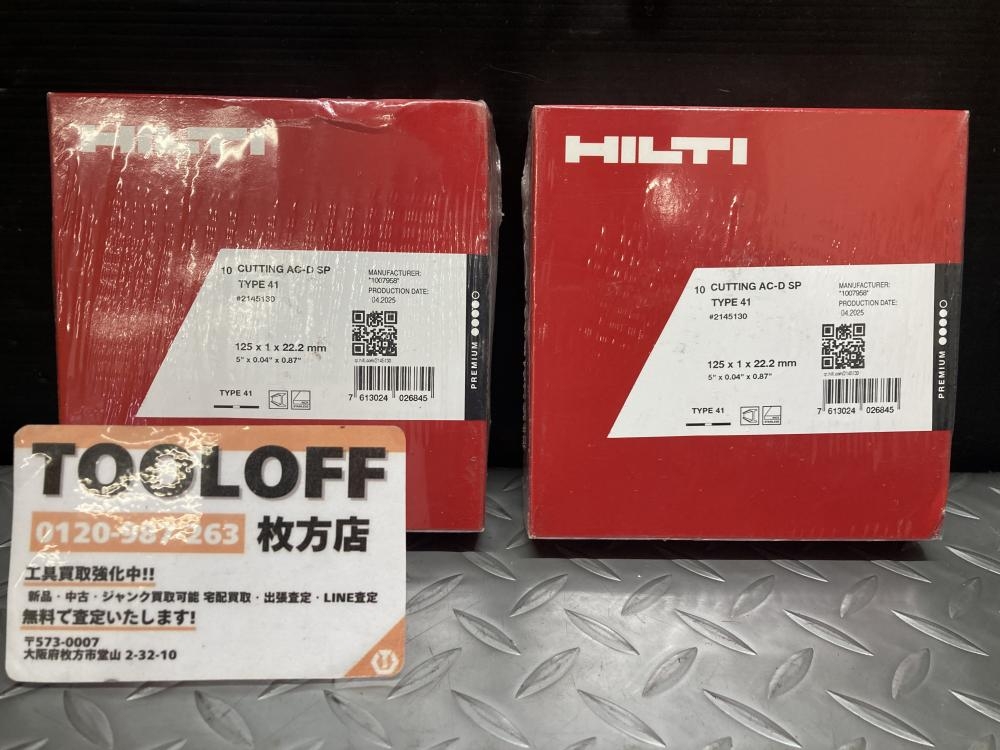 HILTI
10 CUTTING AC-D SP
TYPE 41
#2145130
MANUFACTURER:
"1007958"
PRODUCTION DATE:
04.2025
125 x 1 x 22.2 mm
5" x 0.04" x 0.87"
TYPE 41
7 613024 026845
PREMIUM
HILTI
10 CUTTING AC-D SP
TYPE 41
#2145130
MANUFACTURER:
"1007958"
PRODUCTION DATE:
04.2025
125 x 1 x 22.2 mm
5" x 0.04" x 0.87"
TYPE 41
7 613024 026845
PREMIUM
TOOLOFF
0120-987-263 枚方店
工具買取強化中!!
新品・中古・ジャンク買取可能 宅配買取・出張査定・LINE査定
無料で査定いたします!
〒573-0007
大阪府枚方市堂山 2-32-10